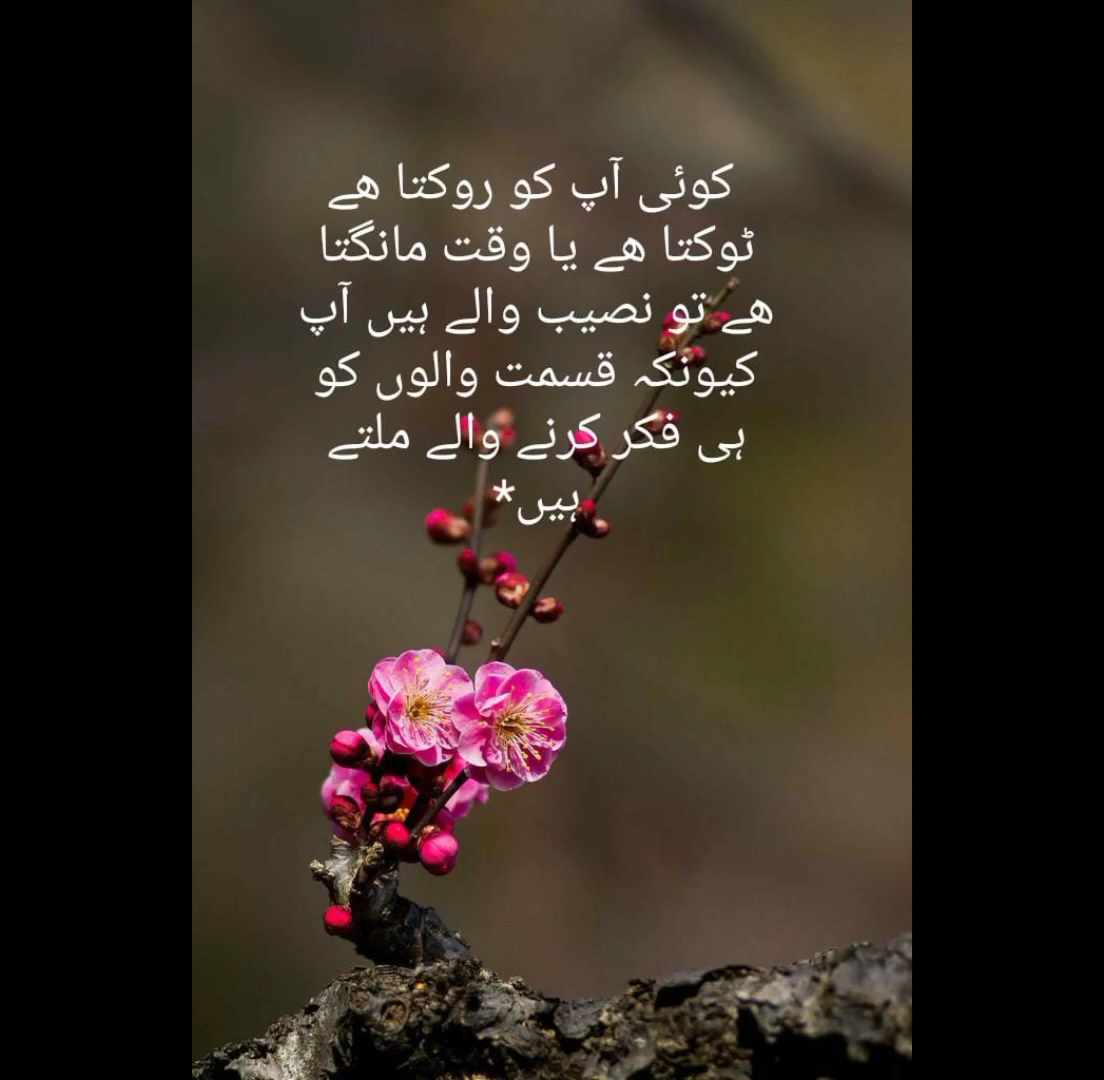 کوئی آپ کو روکتا ھے
ٹوکتا ھے یا وقت مانگتا
ھے تو نصیب والے ہیں آپ
کیونکہ قسمت والوں کو
ہی فکر کرنے والے ملتے
ہیں*